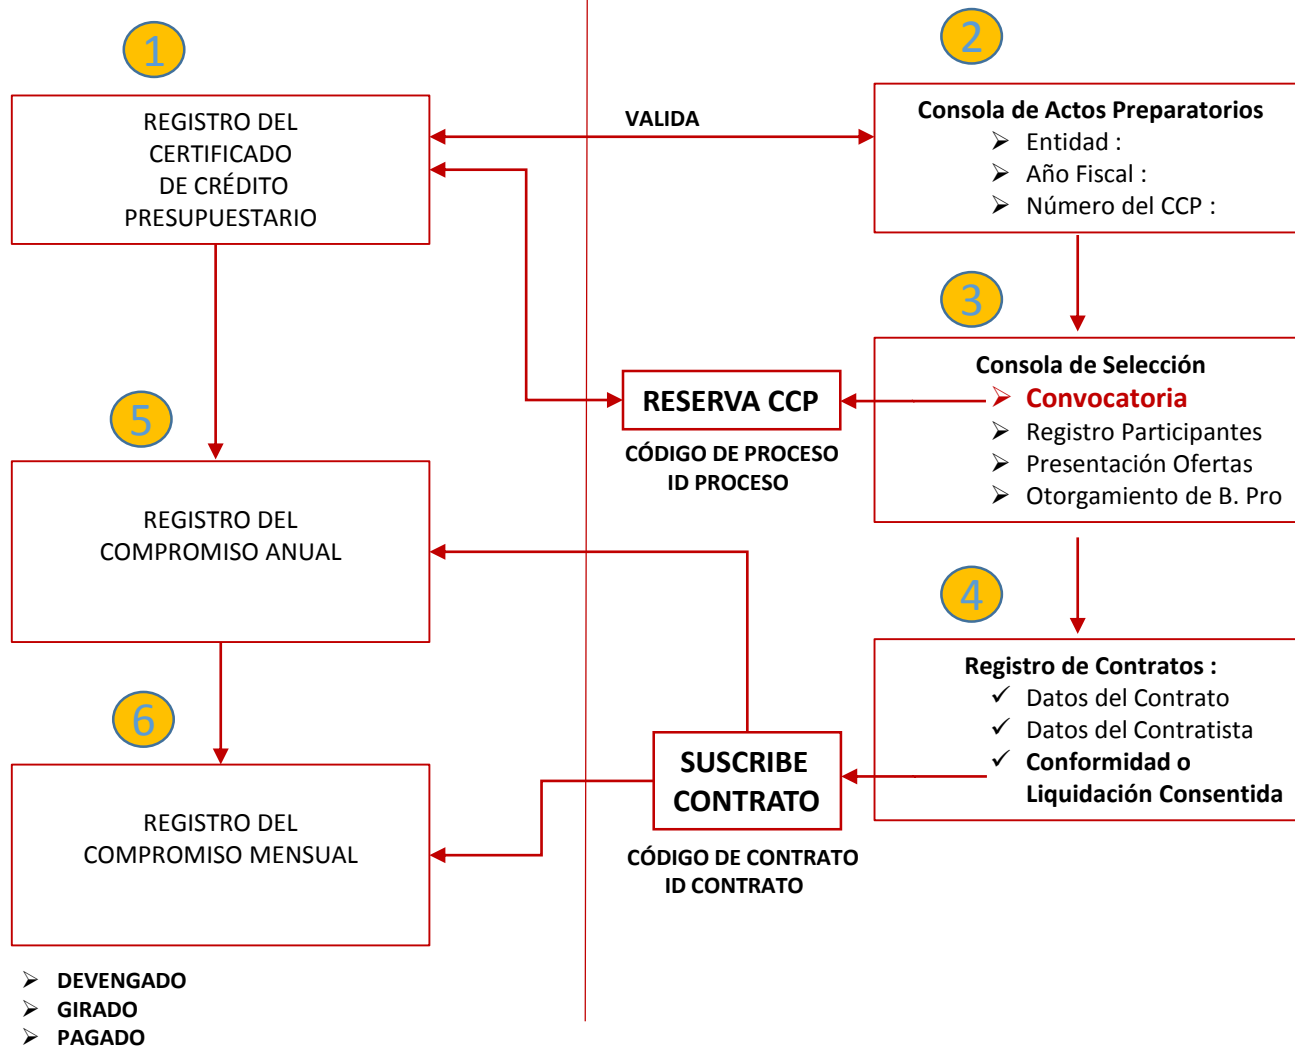 1
REGISTRO DEL
CERTIFICADO
DE CRÉDITO
PRESUPUESTARIO
VALIDA
2
Consola de Actos Preparatorios
Entidad :
Año Fiscal :
Número del CCP :
3
Consola de Selección
Convocatoria
Registro Participantes
Presentación Ofertas
Otorgamiento de B. Pro
RESERVA CCP
CÓDIGO DE PROCESO
ID PROCESO
5
REGISTRO DEL
COMPROMISO ANUAL
4
Registro de Contratos :
Datos del Contrato
Datos del Contratista
Conformidad o
Liquidación Consentida
SUSCRIBE
CONTRATO
CÓDIGO DE CONTRATO
ID CONTRATO
6
REGISTRO DEL
COMPROMISO MENSUAL
DEVENGADO
GIRADO
PAGADO